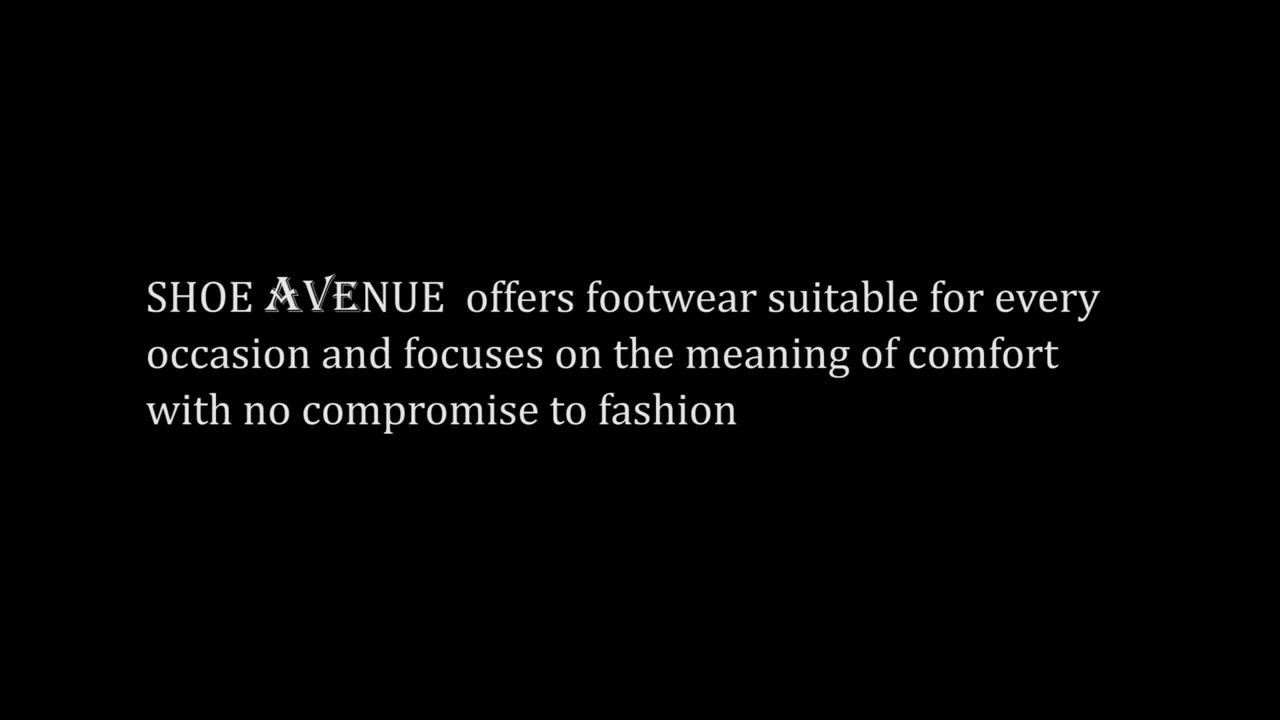 SHOE AVENUE offers footwear suitable for every
occasion and focuses on the meaning of comfort
with no compromise to fashion